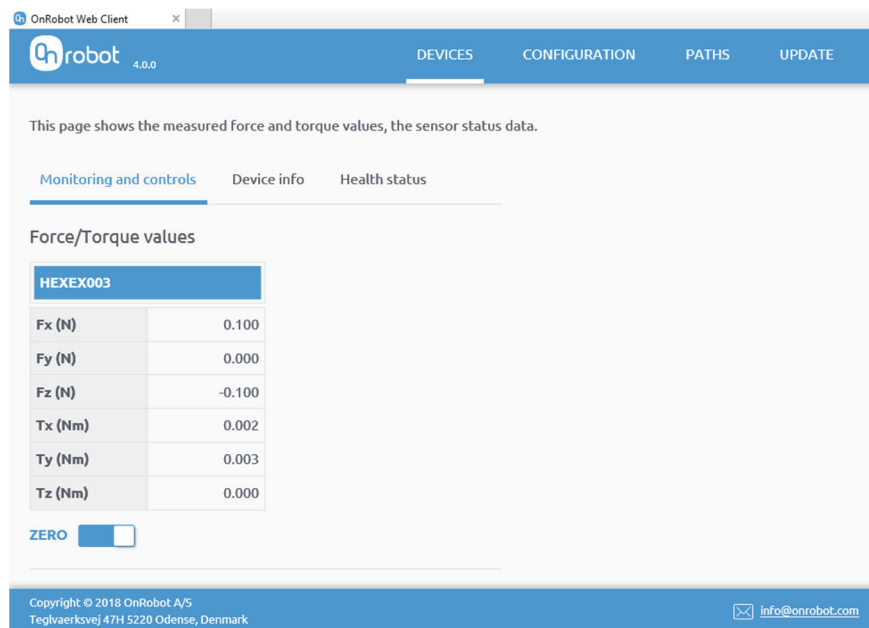 OnRobot Web Client
On robot 4.0.0
DEVICES CONFIGURATION PATHS UPDATE
This page shows the measured force and torque values, the sensor status data.
Monitoring and controls Device info Health status
Force/Torque values
HEXEX003
Fx (N) 0.100
Fy (N) 0.000
Fz (N) -0.100
Tx (Nm) 0.002
Ty (Nm) 0.003
Tz (Nm) 0.000
ZERO
Copyright © 2018 OnRobot A/S
Teglvaerksvej 47H 5220 Odense, Denmark
info@onrobot.com